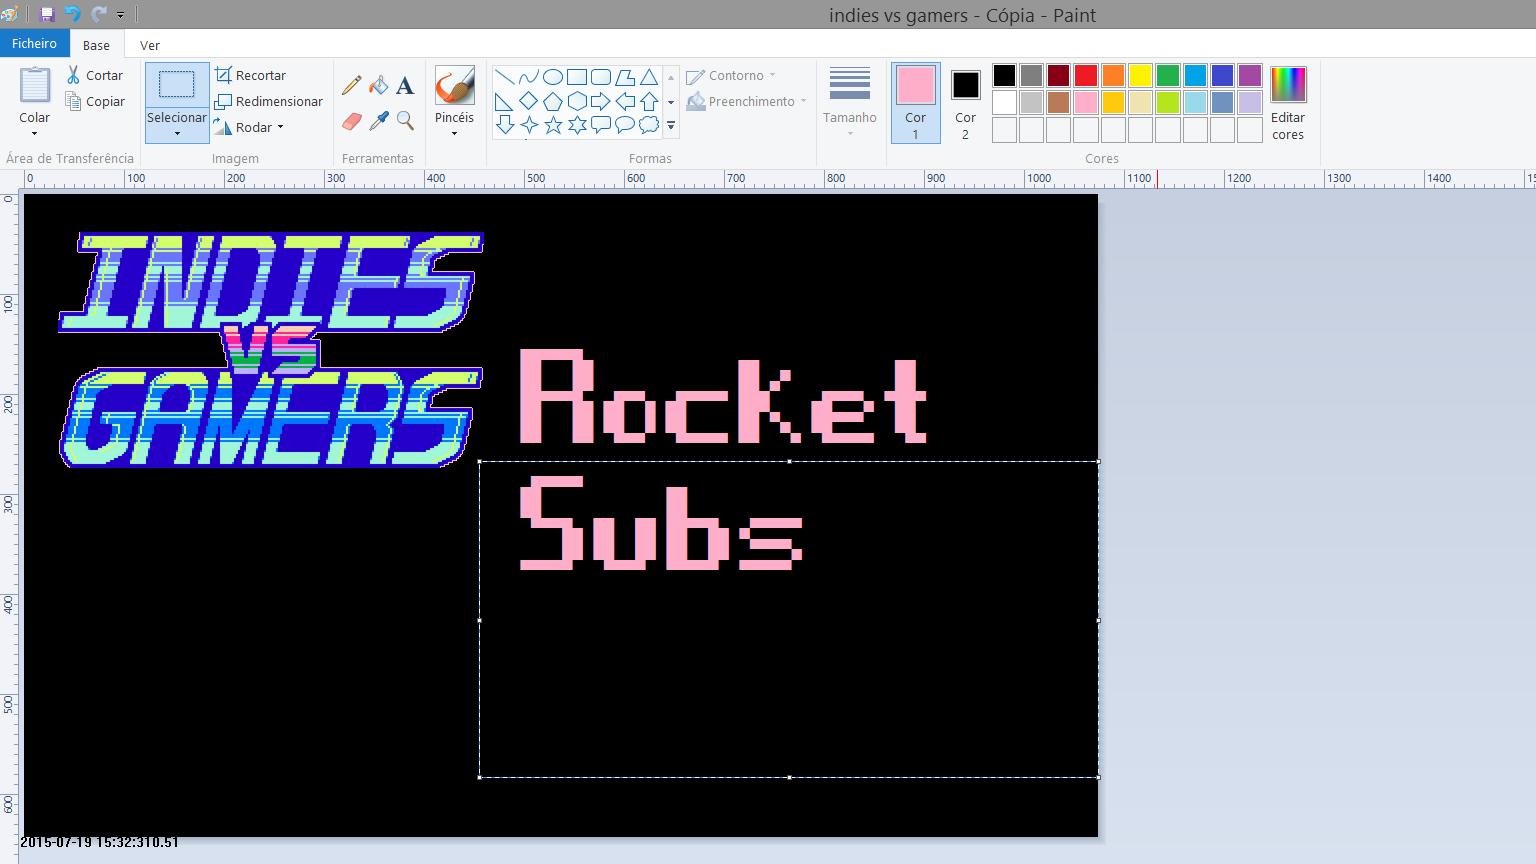 indies vs gamers - Cópia - Paint
Ficheiro Base Ver
Colar
Cortar
Copiar
Área de Transferência
Selecionar
Recortar
Redimensionar
Rodar
Imagem
A
Ferramentas
Pincéis
Contorno
Preenchimento
Formas
Tamanho
Cor 1
Cor 2
Editar cores
Cores
0 100 200 300 400 500 600 700 800 900 1000 1100 1200 1300 1400
0
100
200
300
400
500
600
INDIES
VS
GAMERS
Rocket
Subs
2015-07-19 15:32:310.51